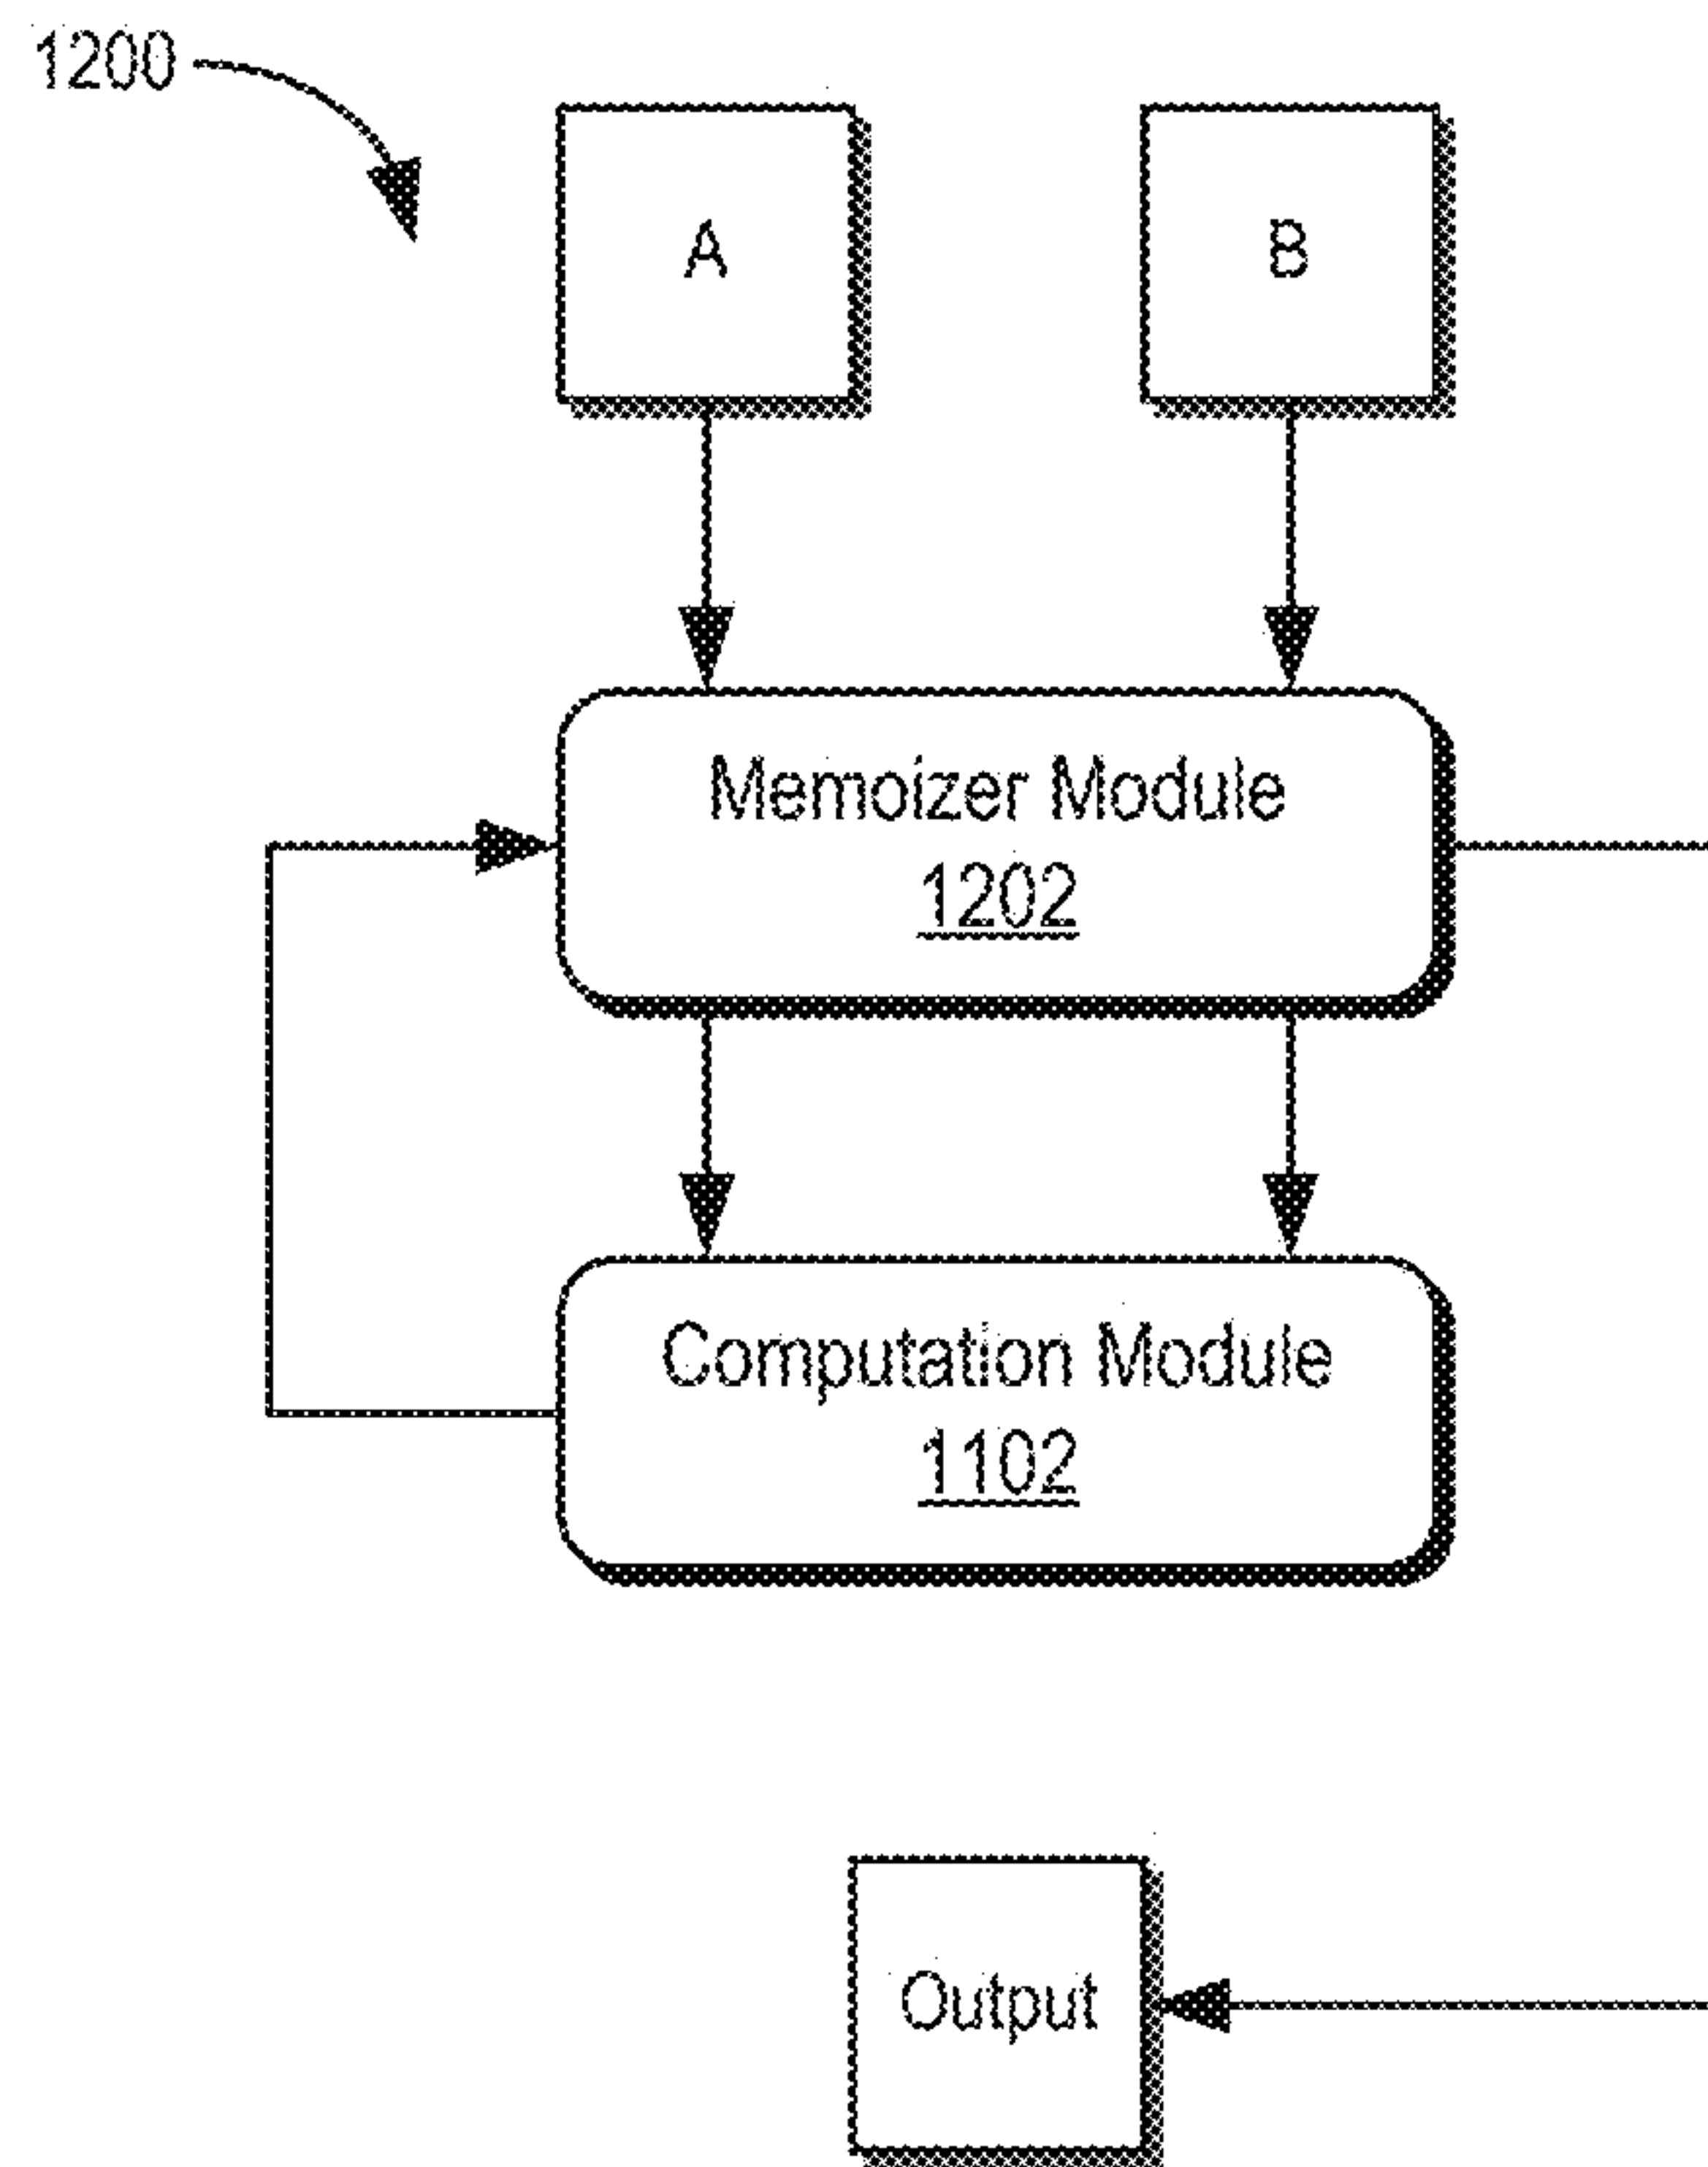 1200
A
B
Memoizer Module
1202
Computation Module
1102
Output